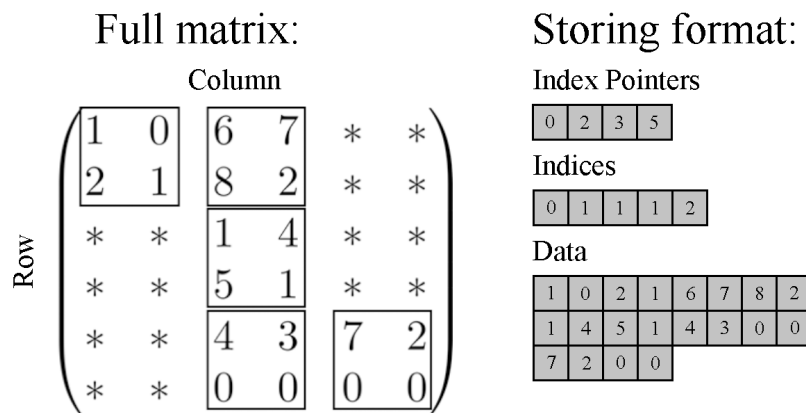 Full matrix:
Column
Row
1 0 6 7 * *
2 1 8 2 * *
* * 1 4 * *
* * 5 1 * *
* * 4 3 7 2
* * 0 0 0 0
Storing format:
Index Pointers
0 2 3 5
Indices
0 1 1 1 2
Data
1 0 2 1 6 7 8 2
1 4 5 1 4 3 0 0
7 2 0 0